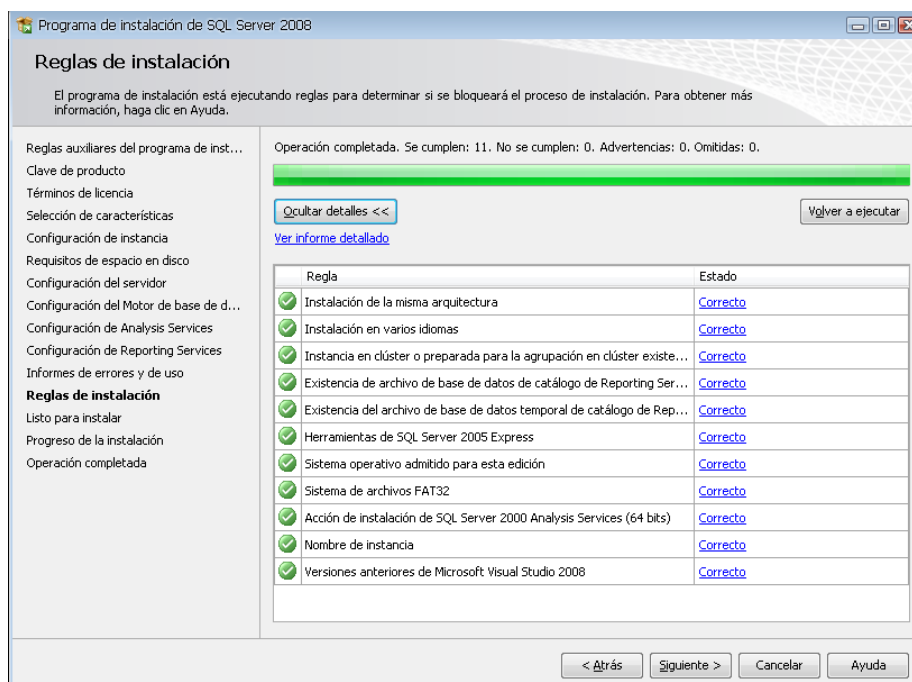 Programa de instalación de SQL Server 2008
Reglas de instalación
El programa de instalación está ejecutando reglas para determinar si se bloqueará el proceso de instalación. Para obtener más
información, haga clic en Ayuda.
Reglas auxiliares del programa de inst...
Clave de producto
Términos de licencia
Selección de características
Configuración de instancia
Requisitos de espacio en disco
Configuración del servidor
Configuración del Motor de base de d...
Configuración de Analysis Services
Configuración de Reporting Services
Informes de errores y de uso
Reglas de instalación
Listo para instalar
Progreso de la instalación
Operación completada
Operación completada. Se cumplen: 11. No se cumplen: 0. Advertencias: 0. Omitidas: 0.
Ocultar detalles << Volver a ejecutar
Ver informe detallado
Regla Estado
Instalación de la misma arquitectura Correcto
Instalación en varios idiomas Correcto
Instancia en clúster o preparada para la agrupación en clúster existe... Correcto
Existencia de archivo de base de datos de catálogo de Reporting Ser... Correcto
Existencia del archivo de base de datos temporal de catálogo de Rep... Correcto
Herramientas de SQL Server 2005 Express Correcto
Sistema operativo admitido para esta edición Correcto
Sistema de archivos FAT32 Correcto
Acción de instalación de SQL Server 2000 Analysis Services (64 bits) Correcto
Nombre de instancia Correcto
Versiones anteriores de Microsoft Visual Studio 2008 Correcto
< Atrás Siguiente > Cancelar Ayuda